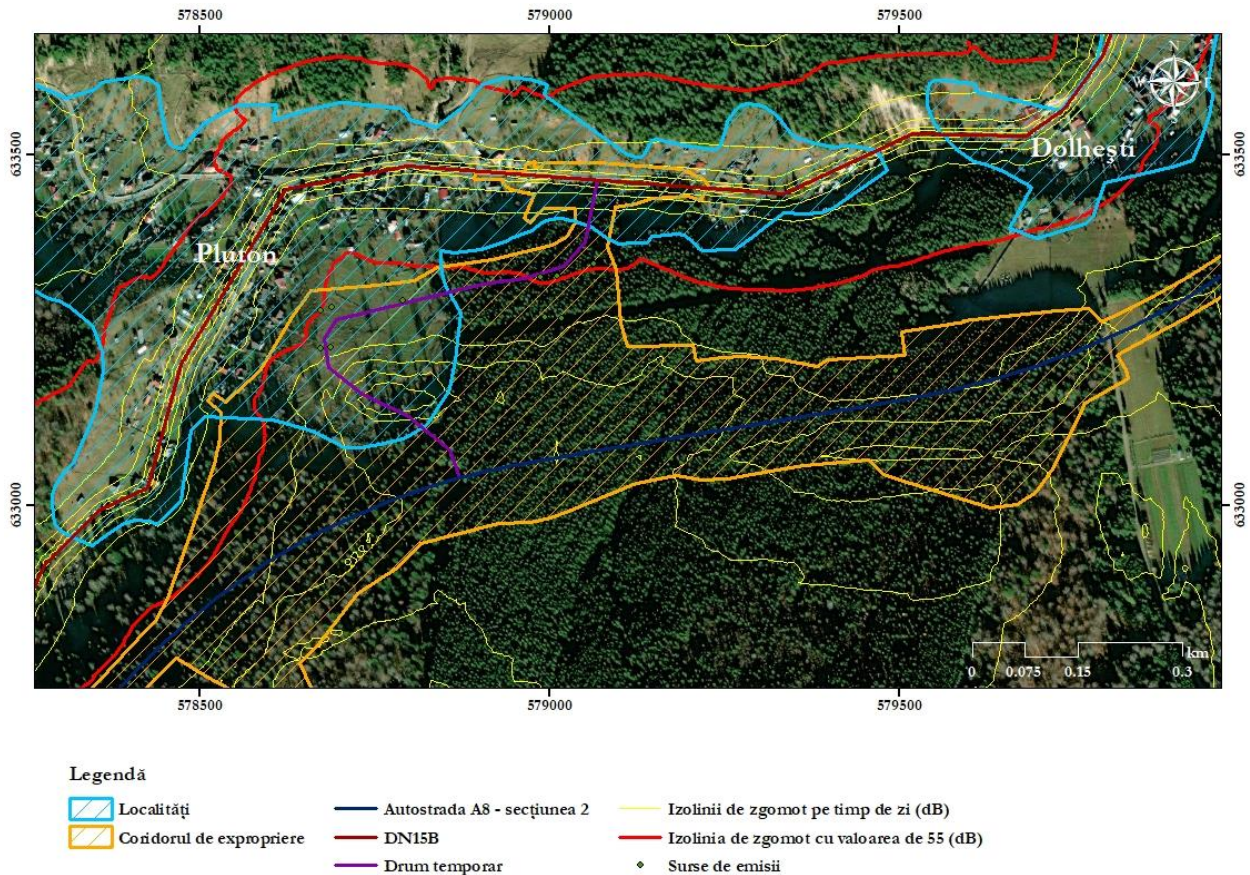 578500 579000 579500
633500 633500
633000 633000
N
W E
Dolhești
Pluton
km
0 0.075 0.15 0.3
578500 579000 579500
Legendă
Localități
Coridorul de expropriere
Autostrada A8 - secțiunea 2
DN15B
Drum temporar
Izolinii de zgomot pe timp de zi (dB)
Izolinia de zgomot cu valoarea de 55 (dB)
Surse de emisii